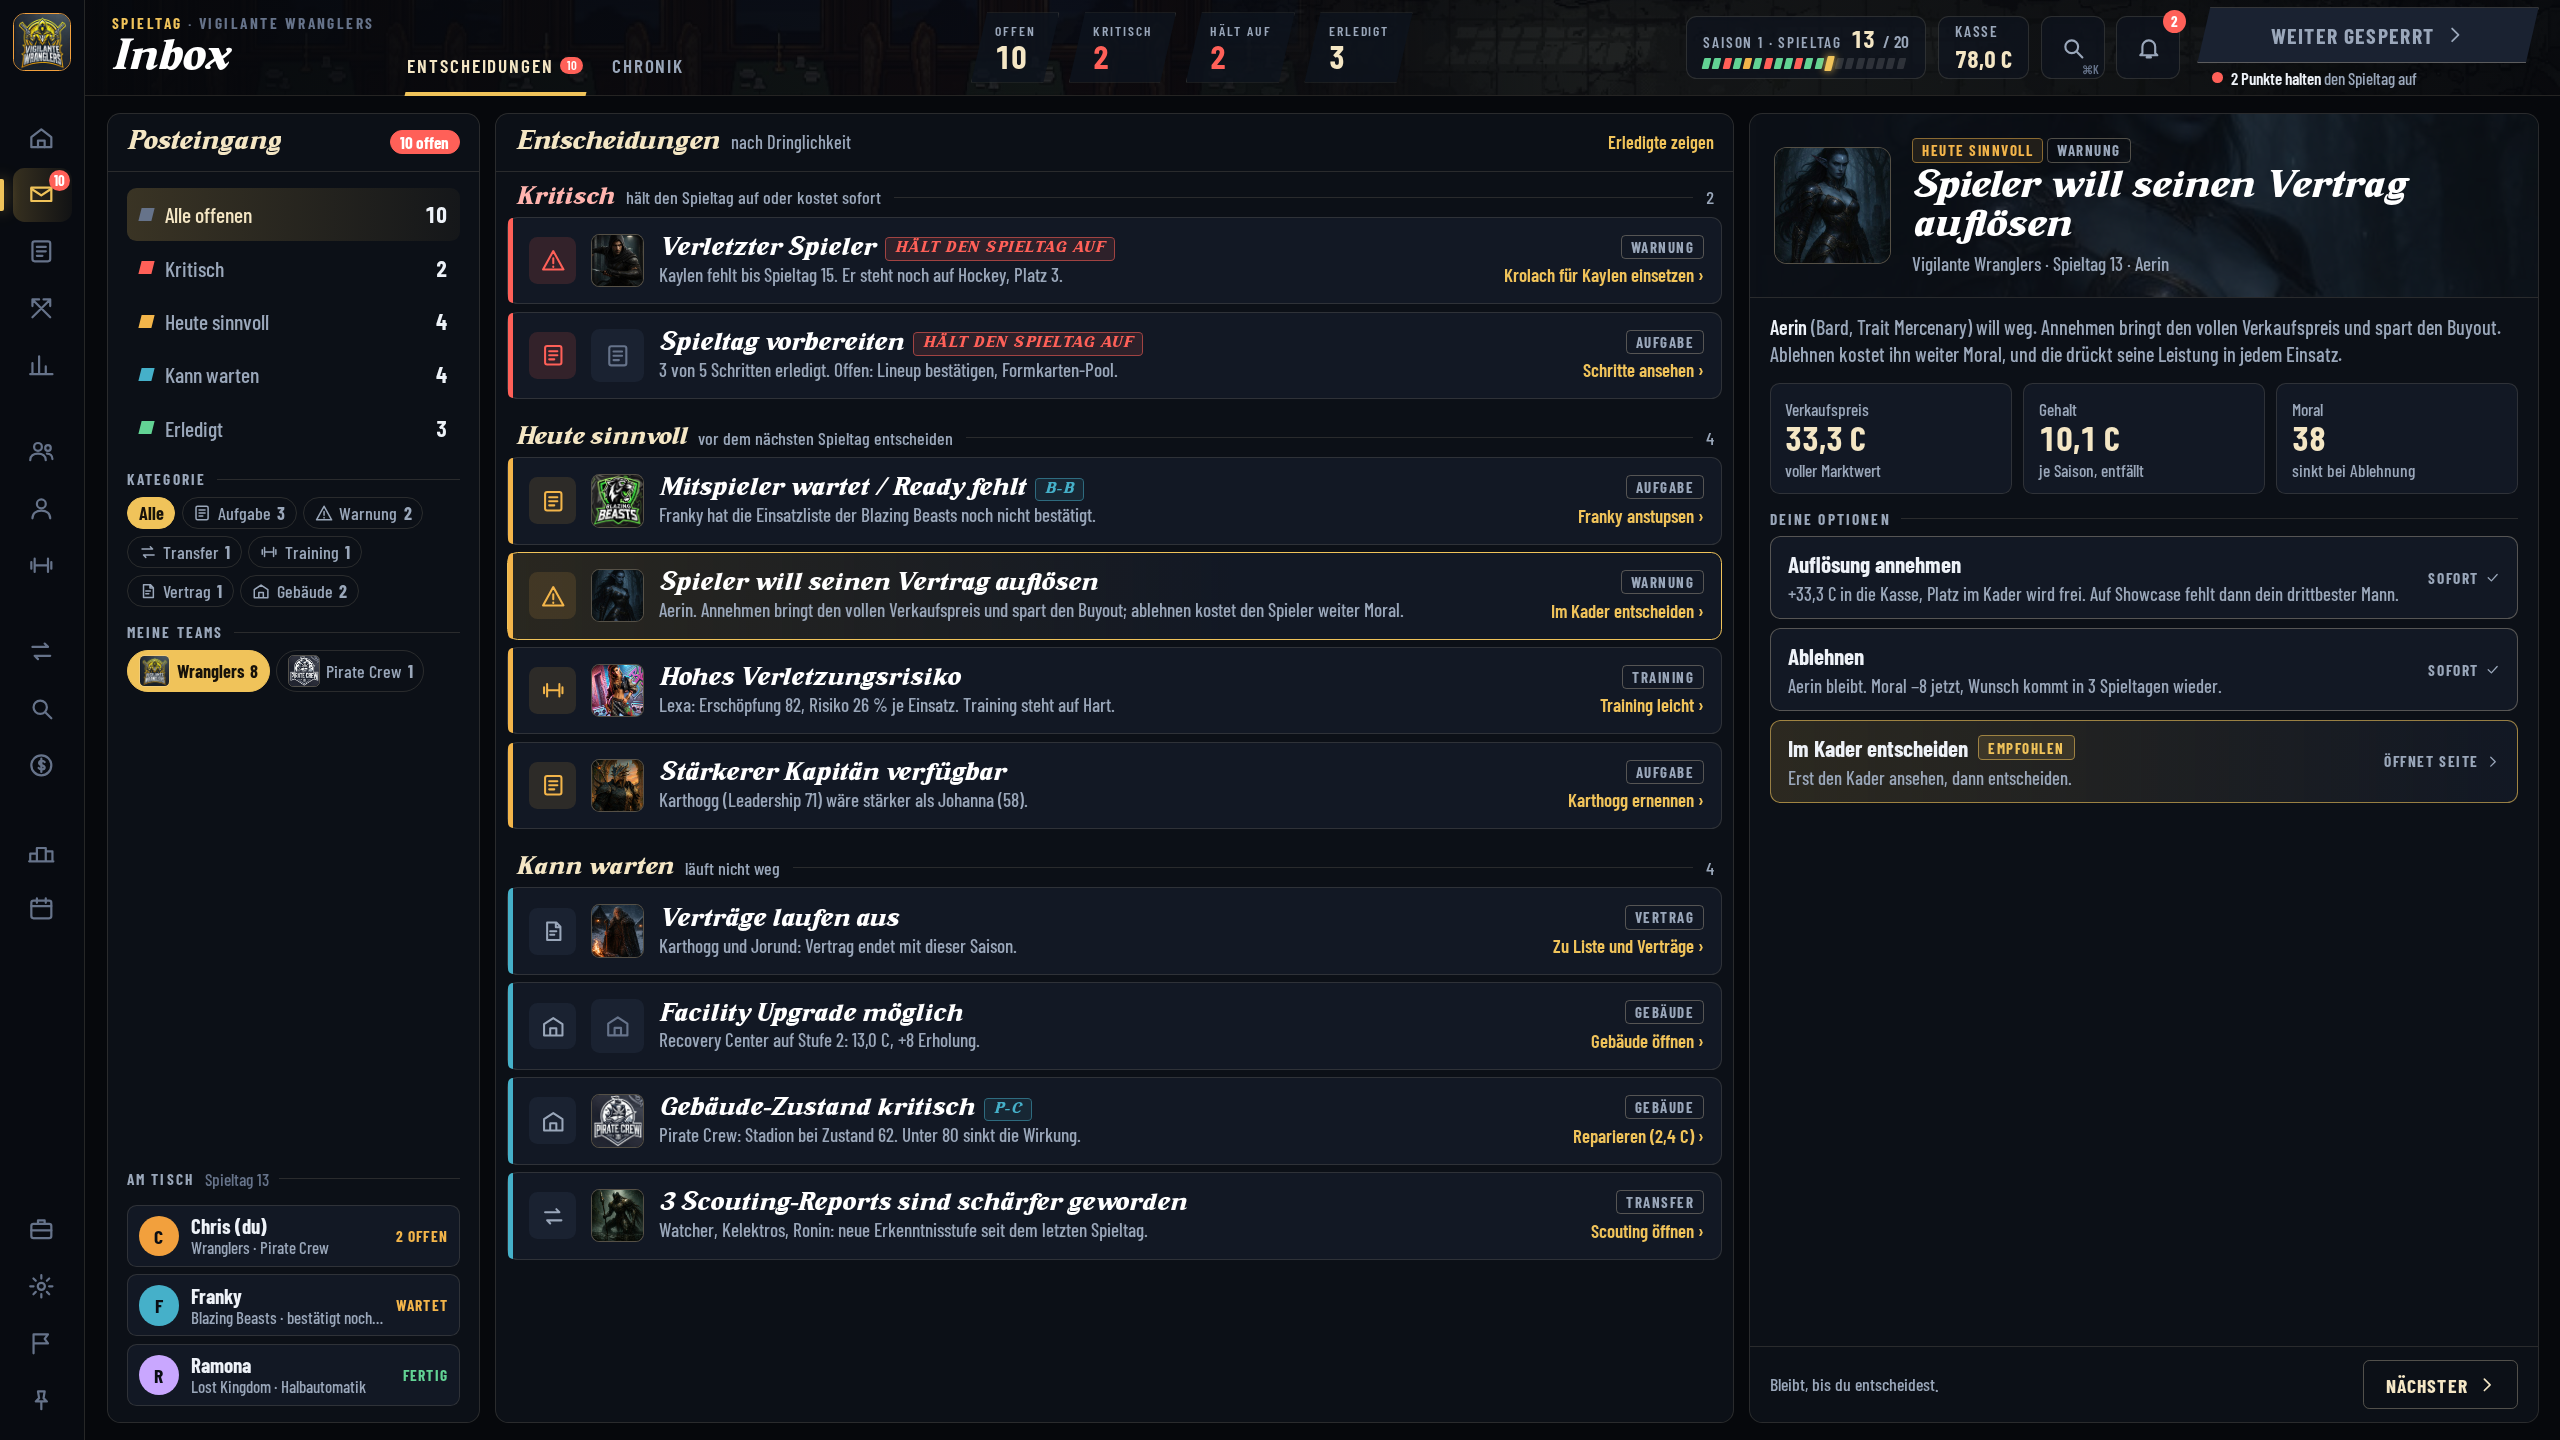 SPIELTAG · VIGILANTE WRANGLERS
Inbox
ENTSCHEIDUNGEN 10
CHRONIK
OFFEN
10
KRITISCH
2
HÄLT AUF
2
ERLEDIGT
3
SAISON 1 · SPIELTAG 13 / 20
KASSE
78,0 C
⌘K
2
WEITER GESPERRT
2 Punkte halten den Spieltag auf
10
Posteingang
10 offen
Alle offenen 10
Kritisch 2
Heute sinnvoll 4
Kann warten 4
Erledigt 3
KATEGORIE
Alle
Aufgabe 3
Warnung 2
Transfer 1
Training 1
Vertrag 1
Gebäude 2
MEINE TEAMS
Wranglers 8
Pirate Crew 1
AM TISCH Spieltag 13
C
Chris (du)
Wranglers · Pirate Crew
2 OFFEN
F
Franky
Blazing Beasts · bestätigt noch...
WARTET
R
Ramona
Lost Kingdom · Halbautomatik
FERTIG
Entscheidungen nach Dringlichkeit
Erledigte zeigen
Kritisch hält den Spieltag auf oder kostet sofort 2
Verletzter Spieler HÄLT DEN SPIELTAG AUF
Kaylen fehlt bis Spieltag 15. Er steht noch auf Hockey, Platz 3.
WARNUNG
Krolach für Kaylen einsetzen ›
Spieltag vorbereiten HÄLT DEN SPIELTAG AUF
3 von 5 Schritten erledigt. Offen: Lineup bestätigen, Formkarten-Pool.
AUFGABE
Schritte ansehen ›
Heute sinnvoll vor dem nächsten Spieltag entscheiden 4
BLAZING BEASTS
Mitspieler wartet / Ready fehlt B-B
Franky hat die Einsatzliste der Blazing Beasts noch nicht bestätigt.
AUFGABE
Franky anstupsen ›
Spieler will seinen Vertrag auflösen
Aerin. Annehmen bringt den vollen Verkaufspreis und spart den Buyout; ablehnen kostet den Spieler weiter Moral.
WARNUNG
Im Kader entscheiden ›
Hohes Verletzungsrisiko
Lexa: Erschöpfung 82, Risiko 26 % je Einsatz. Training steht auf Hart.
TRAINING
Training leicht ›
Stärkerer Kapitän verfügbar
Karthogg (Leadership 71) wäre stärker als Johanna (58).
AUFGABE
Karthogg ernennen ›
Kann warten läuft nicht weg 4
Verträge laufen aus
Karthogg und Jorund: Vertrag endet mit dieser Saison.
VERTRAG
Zu Liste und Verträge ›
Facility Upgrade möglich
Recovery Center auf Stufe 2: 13,0 C, +8 Erholung.
GEBÄUDE
Gebäude öffnen ›
PIRATE CREW
Gebäude-Zustand kritisch P-C
Pirate Crew: Stadion bei Zustand 62. Unter 80 sinkt die Wirkung.
GEBÄUDE
Reparieren (2,4 C) ›
3 Scouting-Reports sind schärfer geworden
Watcher, Kelektros, Ronin: neue Erkenntnisstufe seit dem letzten Spieltag.
TRANSFER
Scouting öffnen ›
HEUTE SINNVOLL WARNUNG
Spieler will seinen Vertrag
auflösen
Vigilante Wranglers · Spieltag 13 · Aerin
Aerin (Bard, Trait Mercenary) will weg. Annehmen bringt den vollen Verkaufspreis und spart den Buyout.
Ablehnen kostet ihn weiter Moral, und die drückt seine Leistung in jedem Einsatz.
Verkaufspreis
33,3 C
voller Marktwert
Gehalt
10,1 C
je Saison, entfällt
Moral
38
sinkt bei Ablehnung
DEINE OPTIONEN
Auflösung annehmen
+33,3 C in die Kasse, Platz im Kader wird frei. Auf Showcase fehlt dann dein drittbester Mann.
SOFORT
Ablehnen
Aerin bleibt. Moral –8 jetzt, Wunsch kommt in 3 Spieltagen wieder.
SOFORT
Im Kader entscheiden EMPFOHLEN
Erst den Kader ansehen, dann entscheiden.
ÖFFNET SEITE
Bleibt, bis du entscheidest.
NÄCHSTER